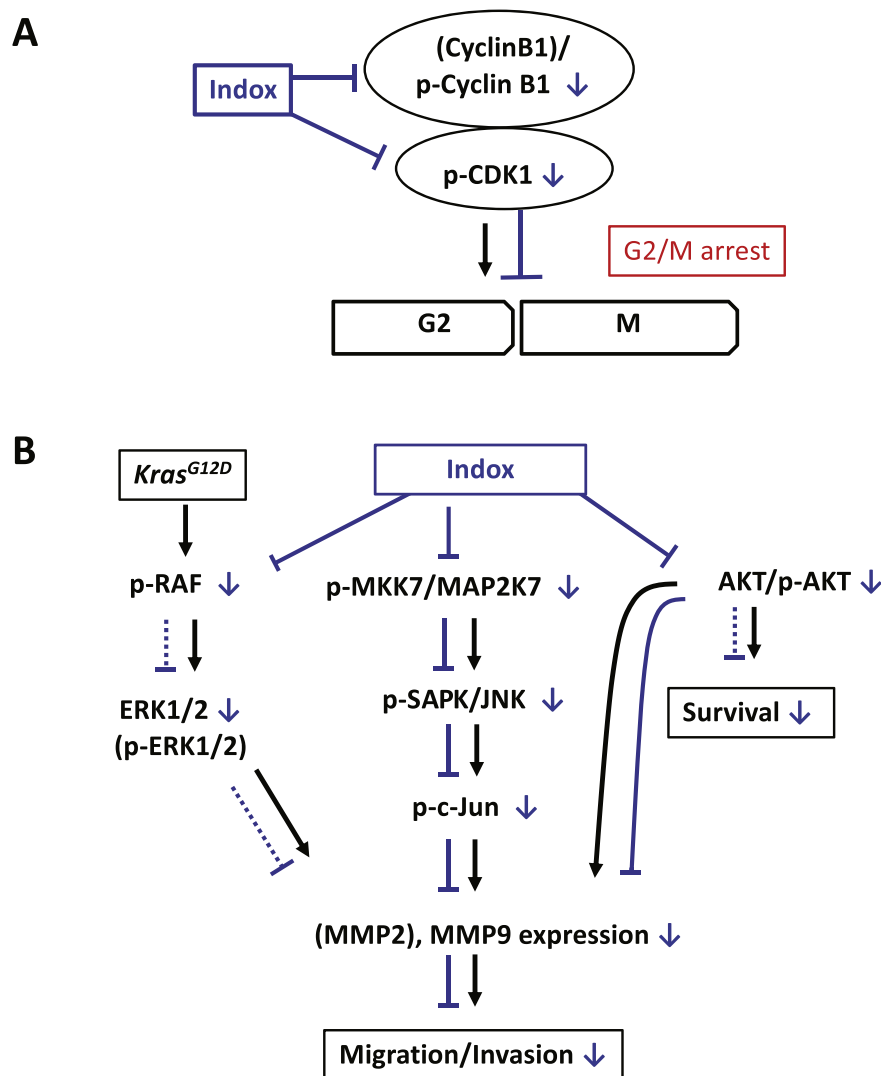 A
(CyclinB1)/
p-Cyclin B1 ↓
Indox
p-CDK1 ↓
G2/M arrest
G2
M
B
Kras^G12D
Indox
p-RAF ↓
p-MKK7/MAP2K7 ↓
AKT/p-AKT ↓
ERK1/2 ↓
(p-ERK1/2)
p-SAPK/JNK ↓
Survival ↓
p-c-Jun ↓
(MMP2), MMP9 expression ↓
Migration/Invasion ↓